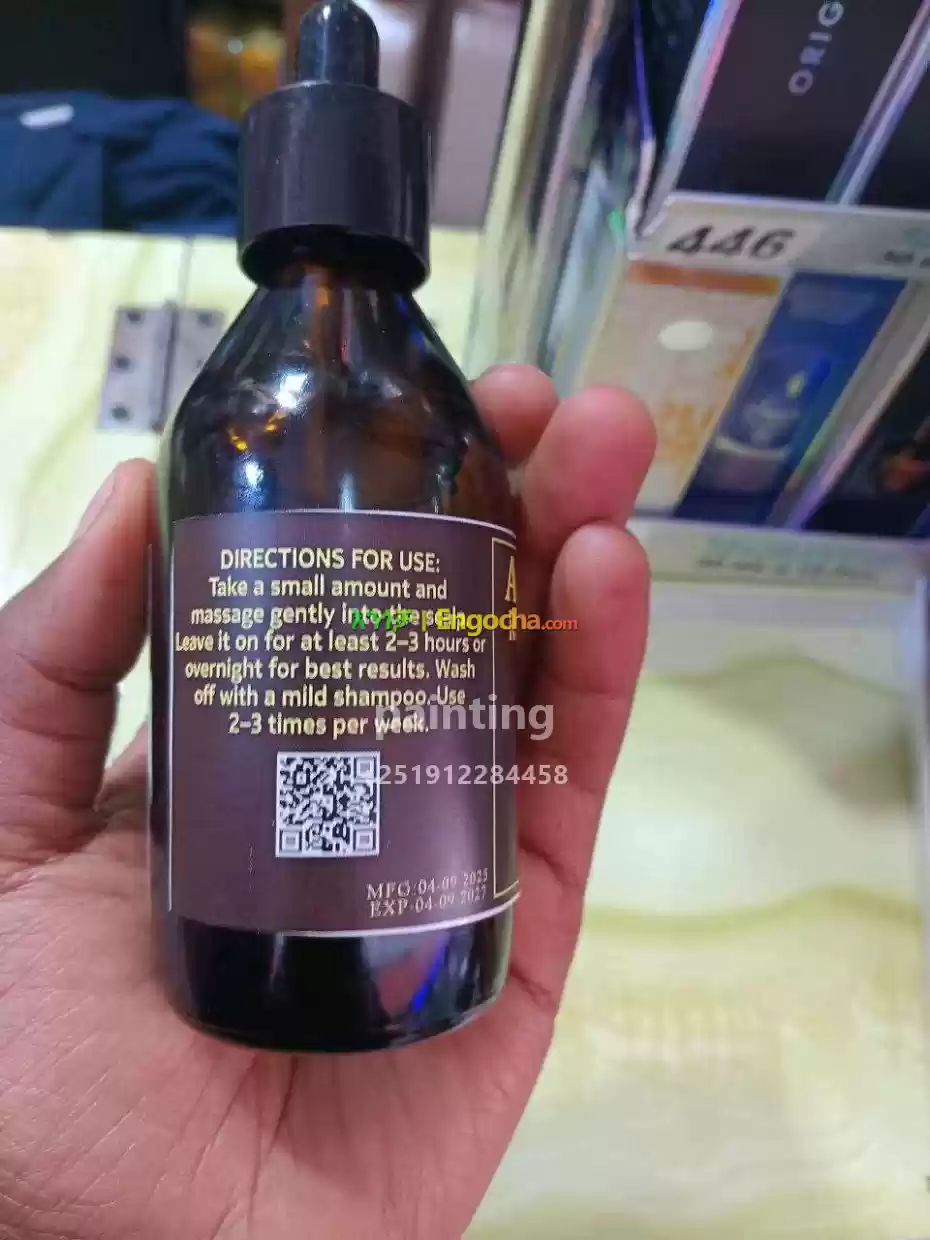 ORIG
446
DIRECTIONS FOR USE:
Take a small amount and
massage gently into the scalp.
Leave it on for at least 2–3 hours or
overnight for best results. Wash
off with a mild shampoo. Use
2–3 times per week.
A
Engocha.com
painting
251912284458
MFG:04-09 2025
EXP:04-09 2027